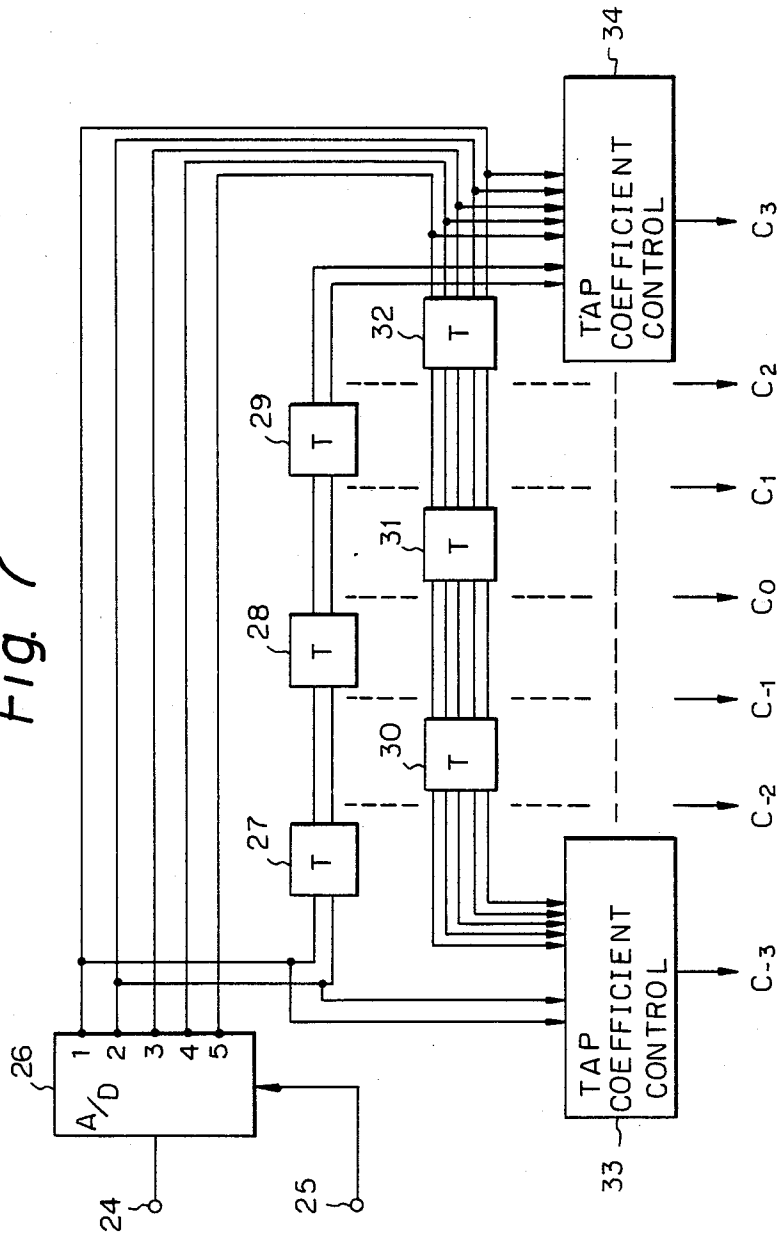 Fig. 7
24
25
26
A/D
1
2
3
4
5
27
T
28
T
29
T
30
T
31
T
32
T
33
TAP
COEFFICIENT
CONTROL
34
TAP
COEFFICIENT
CONTROL
C-3
C-2
C-1
C0
C1
C2
C3